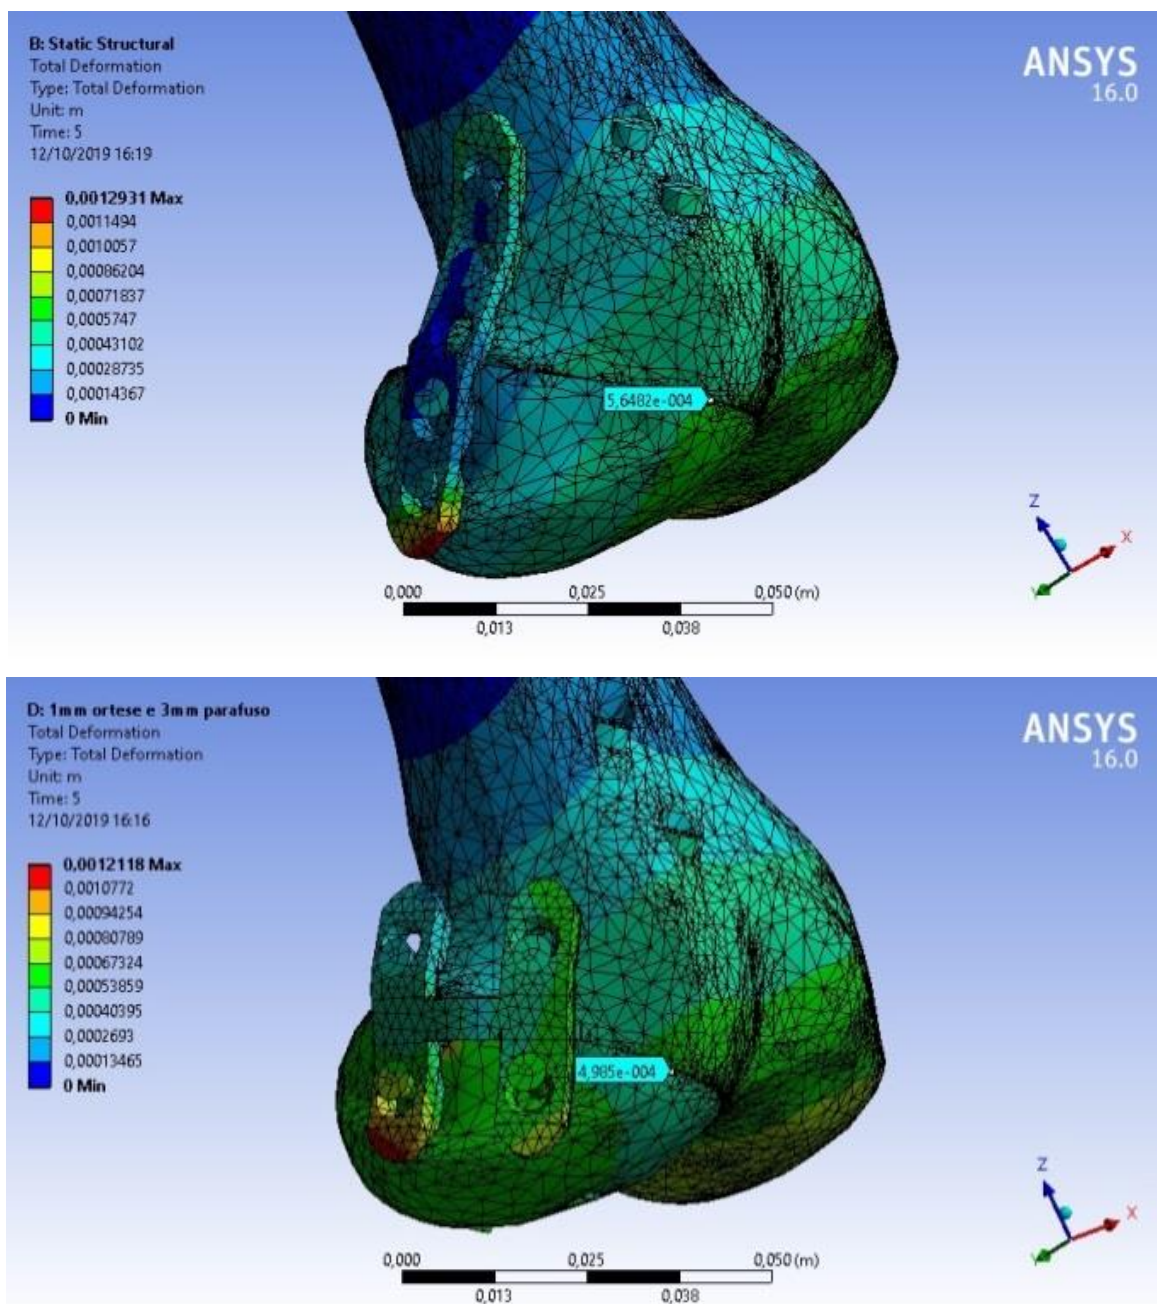 B: Static Structural
Total Deformation
Type: Total Deformation
Unit: m
Time: 5
12/10/2019 16:19
ANSYS
16.0
0,0012931 Max
0,0011494
0,0010057
0,00086204
0,00071837
0,0005747
0,00043102
0,00028735
0,00014367
0 Min
5,6482e-004
Z
X
Y
0,000 0,025 0,050 (m)
0,013 0,038
D: 1mm ortese e 3mm parafuso
Total Deformation
Type: Total Deformation
Unit: m
Time: 5
12/10/2019 16:16
ANSYS
16.0
0,0012118 Max
0,0010772
0,00094254
0,00080789
0,00067324
0,00053859
0,00040395
0,0002693
0,00013465
0 Min
4,985e-004
Z
X
Y
0,000 0,025 0,050 (m)
0,013 0,038